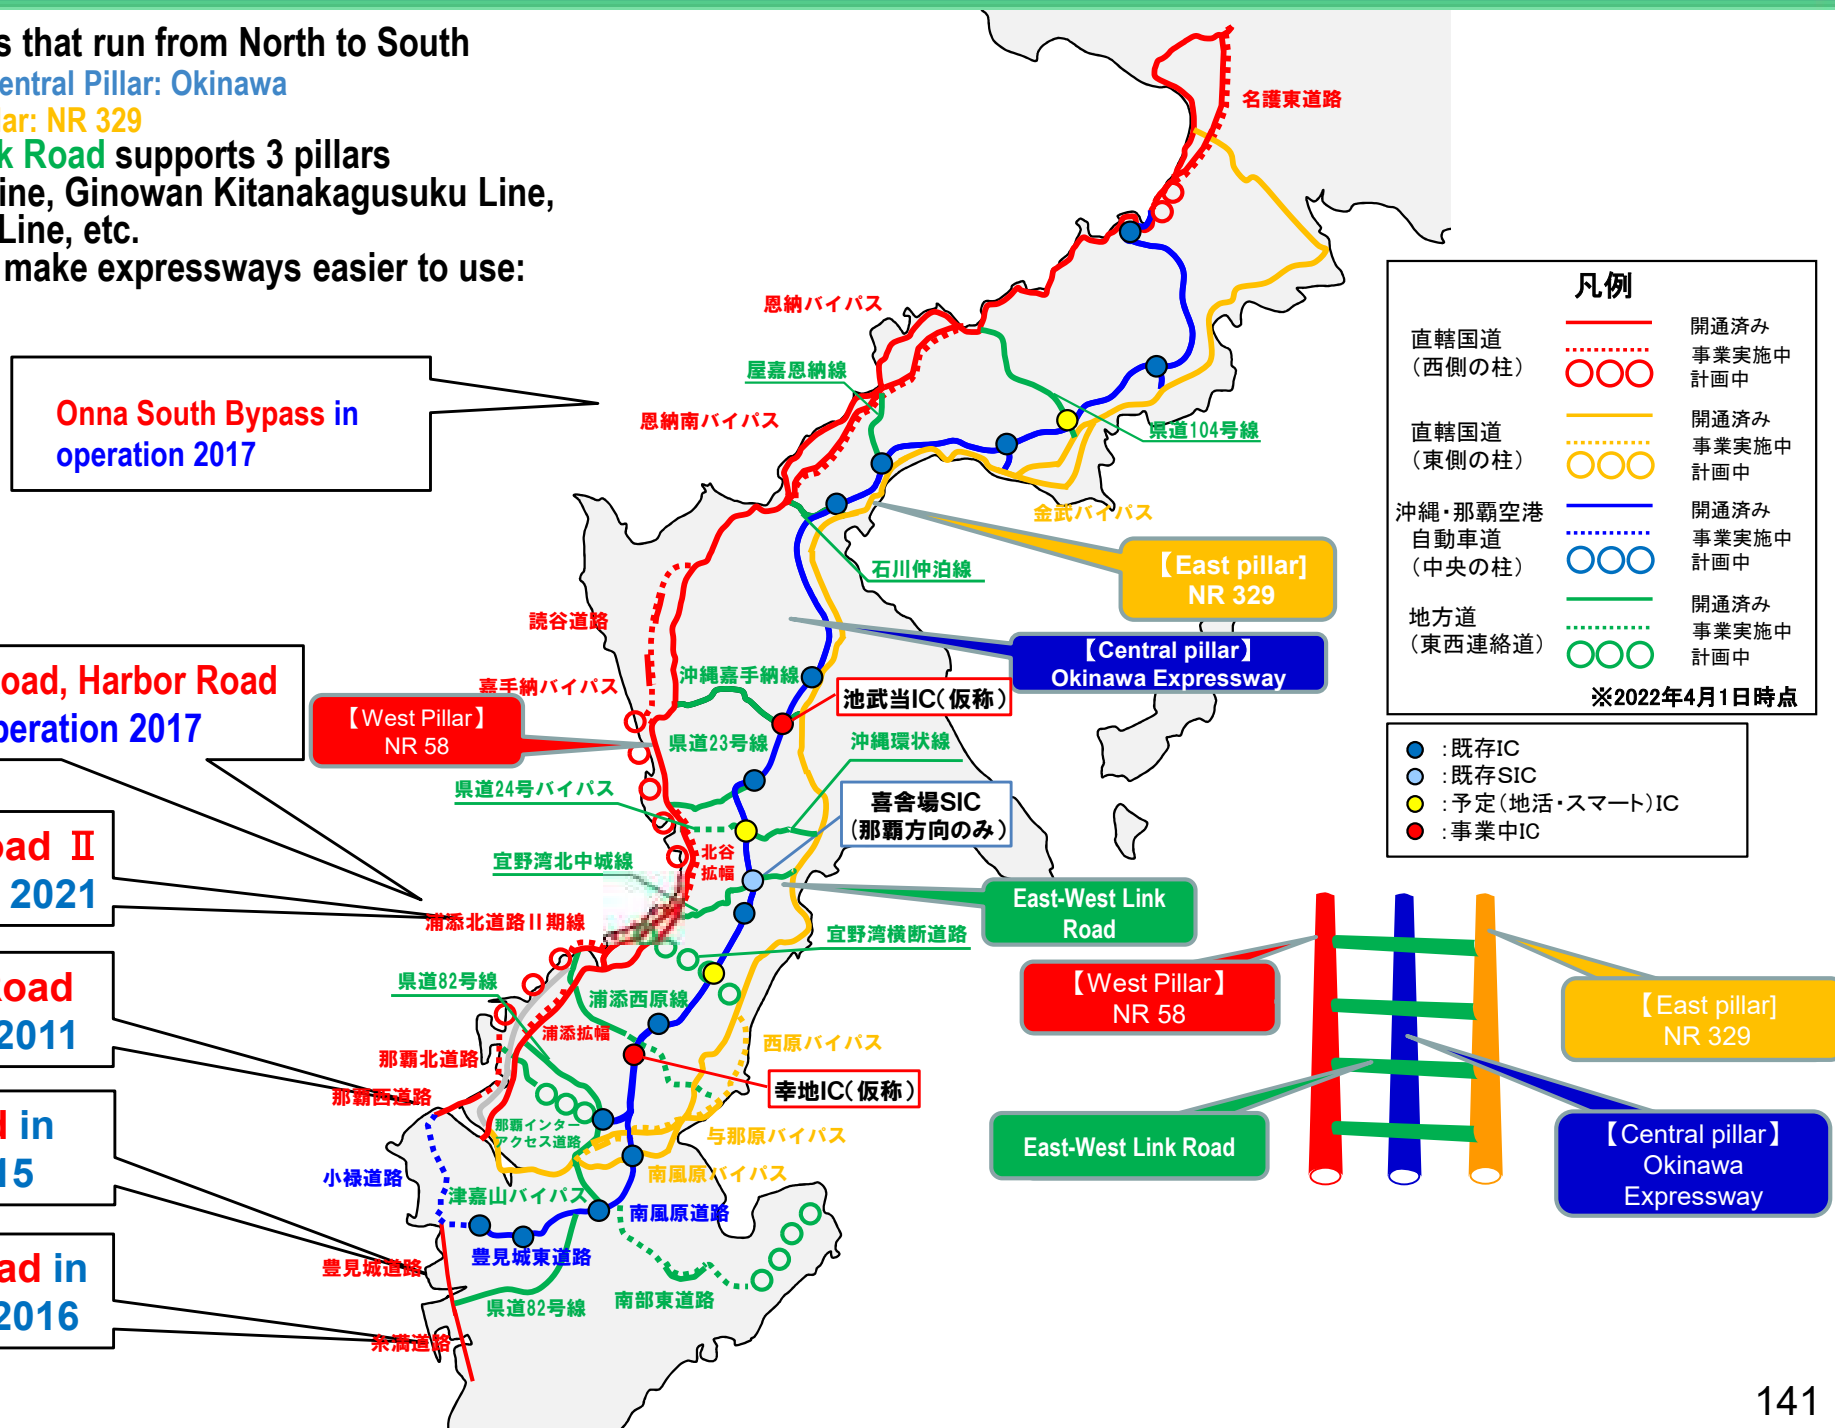 s that run from North to South
entral Pillar: Okinawa
lar: NR 329
k Road supports 3 pillars
ine, Ginowan Kitanakagusuku Line,
Line, etc.
make expressways easier to use:
名護東道路
恩納バイパス
屋嘉恩納線
恩納南バイパス
県道104号線
Onna South Bypass in
operation 2017
凡例
直轄国道
(西側の柱)
開通済み
事業実施中
計画中
直轄国道
(東側の柱)
開通済み
事業実施中
計画中
沖縄・那覇空港
自動車道
(中央の柱)
開通済み
事業実施中
計画中
地方道
(東西連絡道)
開通済み
事業実施中
計画中
※2022年4月1日時点
金武バイパス
【East pillar]
NR 329
石川仲泊線
読谷道路
【Central pillar】
Okinawa Expressway
沖縄嘉手納線
嘉手納バイパス
池武当IC(仮称)
oad, Harbor Road
peration 2017
【West Pillar】
NR 58
県道23号線
沖縄環状線
県道24号バイパス
喜舎場SIC
(那覇方向のみ)
:既存IC
:既存SIC
:予定(地活・スマート)IC
:事業中IC
oad Ⅱ
2021
北谷
拡幅
宜野湾北中城線
浦添北道路Ⅱ期線
East-West Link
Road
宜野湾横断道路
県道82号線
浦添西原線
浦添拡幅
西原バイパス
oad
2011
那覇北道路
那覇西道路
幸地IC(仮称)
【West Pillar】
NR 58
【East pillar]
NR 329
那覇インター
アクセス道路
与那原バイパス
南風原バイパス
East-West Link Road
【Central pillar】
Okinawa
Expressway
d in
15
小禄道路
津嘉山バイパス
南風原道路
豊見城東道路
豊見城道路
ad in
2016
県道82号線
南部東道路
糸満道路
141